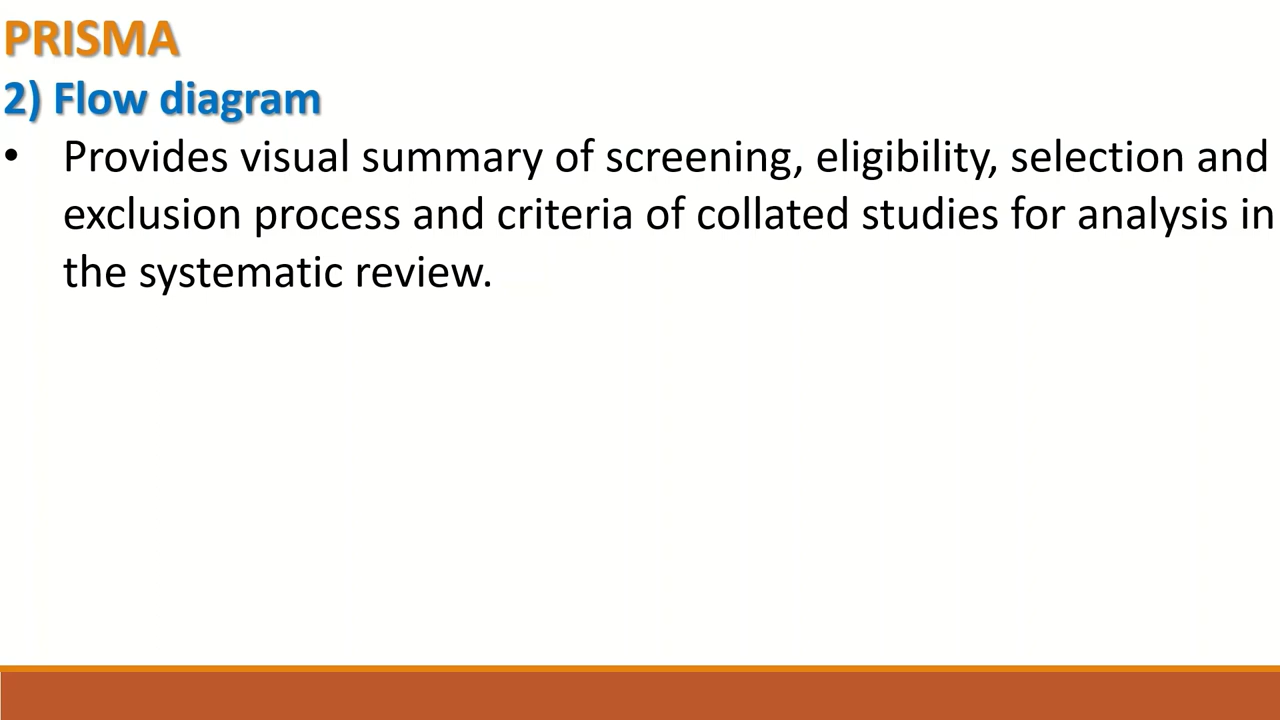 PRISMA
2) Flow diagram
• Provides visual summary of screening, eligibility, selection and
exclusion process and criteria of collated studies for analysis in
the systematic review.